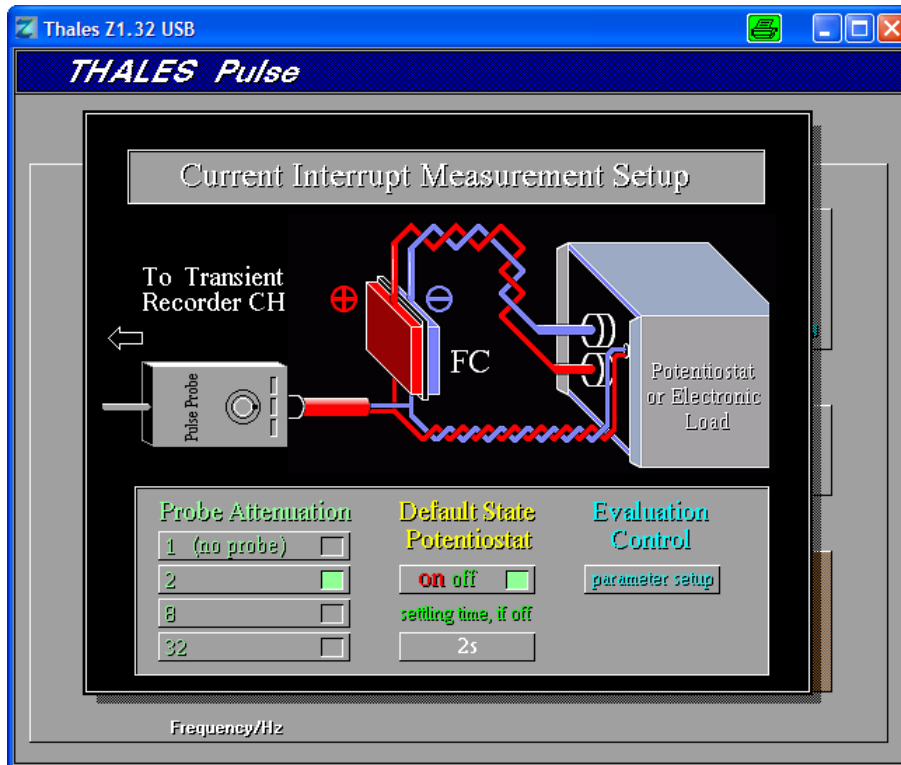 Thales Z1.32 USB
THALES Pulse
Current Interrupt Measurement Setup
To Transient
Recorder CH
FC
Pulse Probe
Potentiostat
or Electronic
Load
Probe Attenuation
1 (no probe)
2
8
32
Default State
Potentiostat
on off
settling time, if off
2s
Evaluation
Control
parameter setup
Frequency/Hz